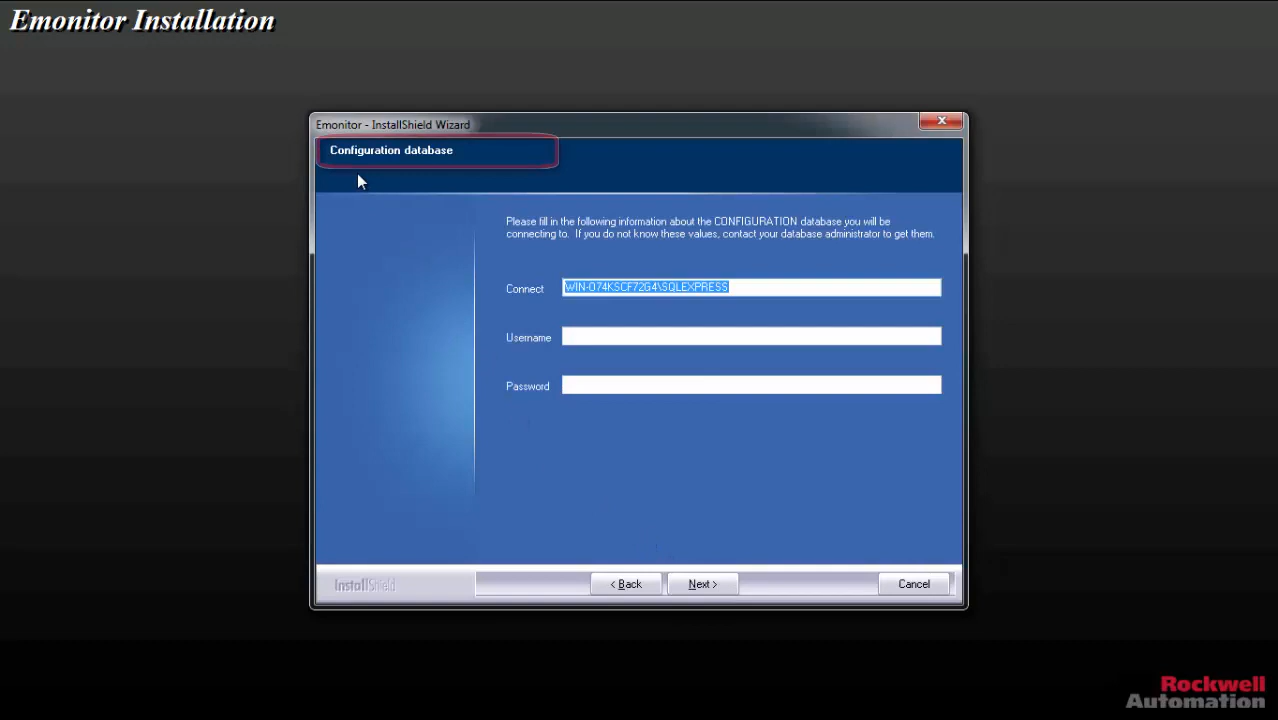 Emonitor Installation
Emonitor - InstallShield Wizard
Configuration database
Please fill in the following information about the CONFIGURATION database you will be
connecting to. If you do not know these values, contact your database administrator to get them.
Connect
WIN-O74KSCF72G4\SQLEXPRESS
Username
Password
InstallShield
< Back
Next >
Cancel
Rockwell
Automation